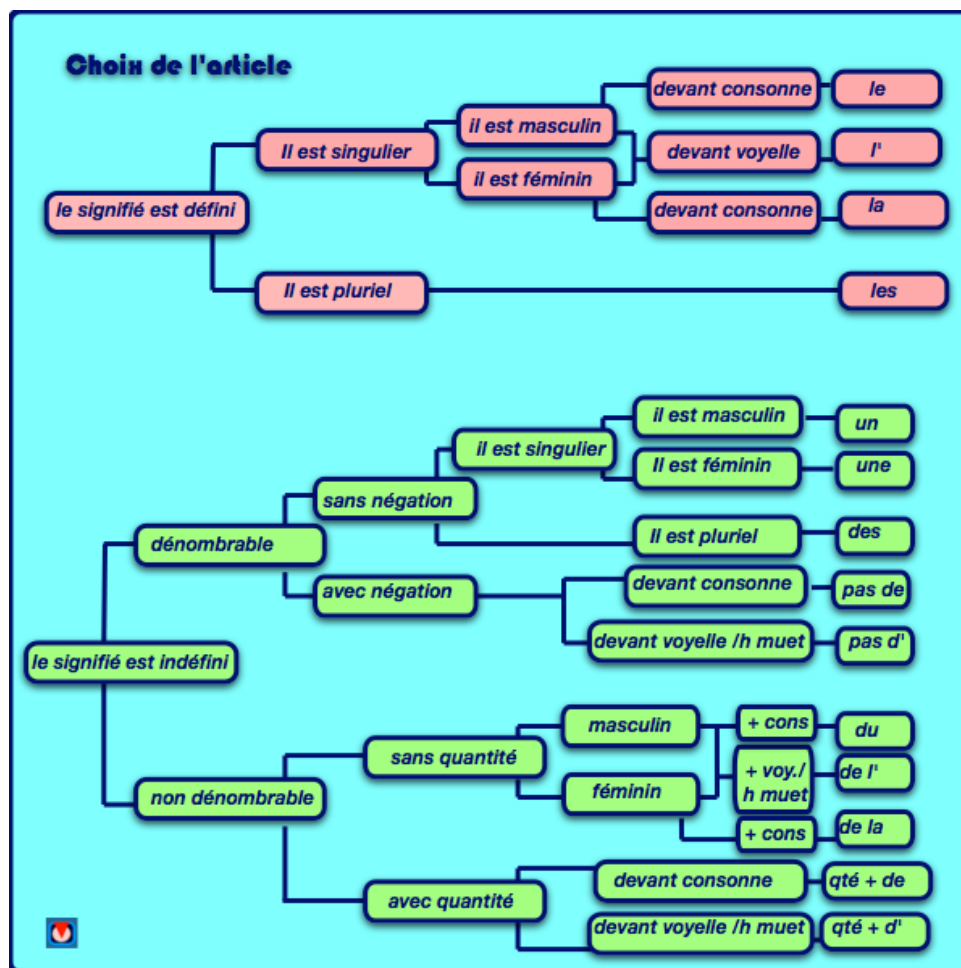 Choix de l'article
devant consonne le
il est masculin
Il est singulier devant voyelle l'
il est féminin
le signifié est défini devant consonne la
Il est pluriel les
il est masculin un
il est singulier
Il est féminin une
sans négation
dénombrable Il est pluriel des
avec négation devant consonne pas de
devant voyelle /h muet pas d'
le signifié est indéfini
masculin + cons du
sans quantité
+ voy./
h muet de l'
non dénombrable féminin
+ cons de la
avec quantité devant consonne qté + de
devant voyelle /h muet qté + d'